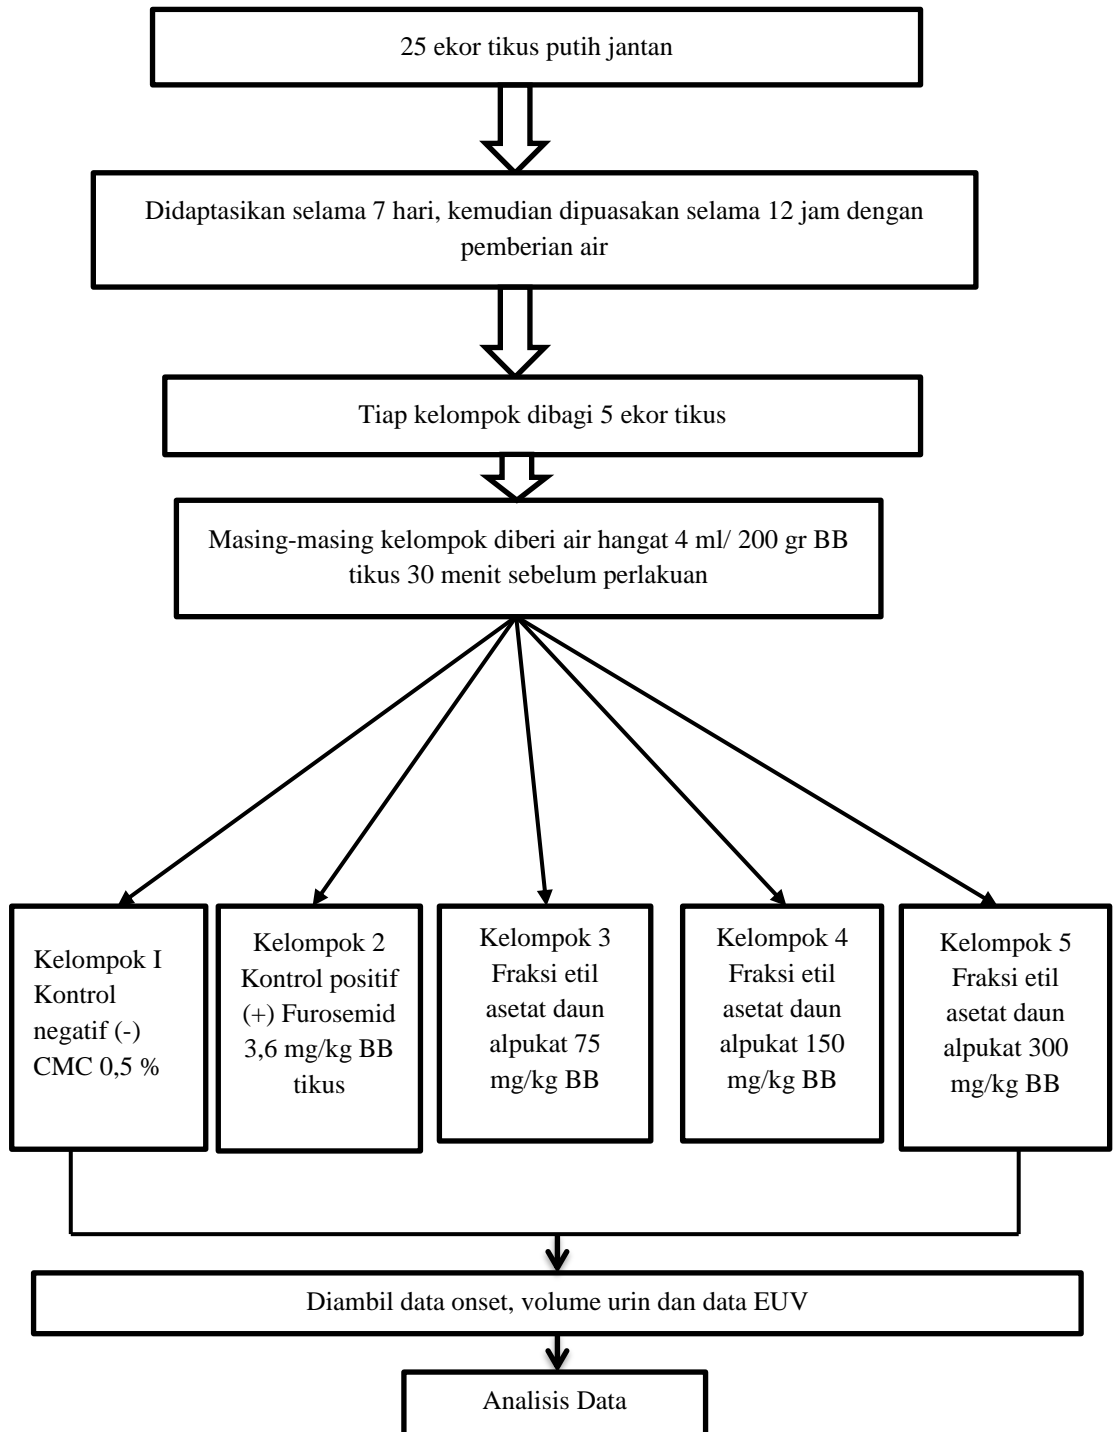 25 ekor tikus putih jantan
Didaptasikan selama 7 hari, kemudian dipuasakan selama 12 jam dengan
pemberian air
Tiap kelompok dibagi 5 ekor tikus
Masing-masing kelompok diberi air hangat 4 ml/ 200 gr BB
tikus 30 menit sebelum perlakuan
Kelompok I
Kontrol
negatif (-)
CMC 0,5 %
Kelompok 2
Kontrol positif
(+) Furosemid
3,6 mg/kg BB
tikus
Kelompok 3
Fraksi etil
asetat daun
alpukat 75
mg/kg BB
Kelompok 4
Fraksi etil
asetat daun
alpukat 150
mg/kg BB
Kelompok 5
Fraksi etil
asetat daun
alpukat 300
mg/kg BB
Diambil data onset, volume urin dan data EUV
Analisis Data